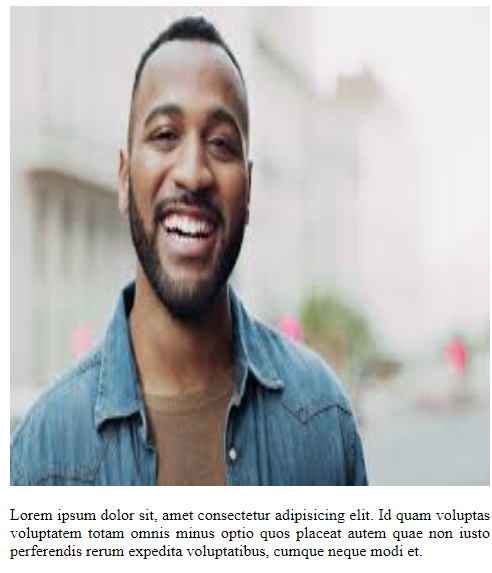 Lorem ipsum dolor sit, amet consectetur adipisicing elit. Id quam voluptas
voluptatem totam omnis minus optio quos placeat autem quae non iusto
perferendis rerum expedita voluptatibus, cumque neque modi et.